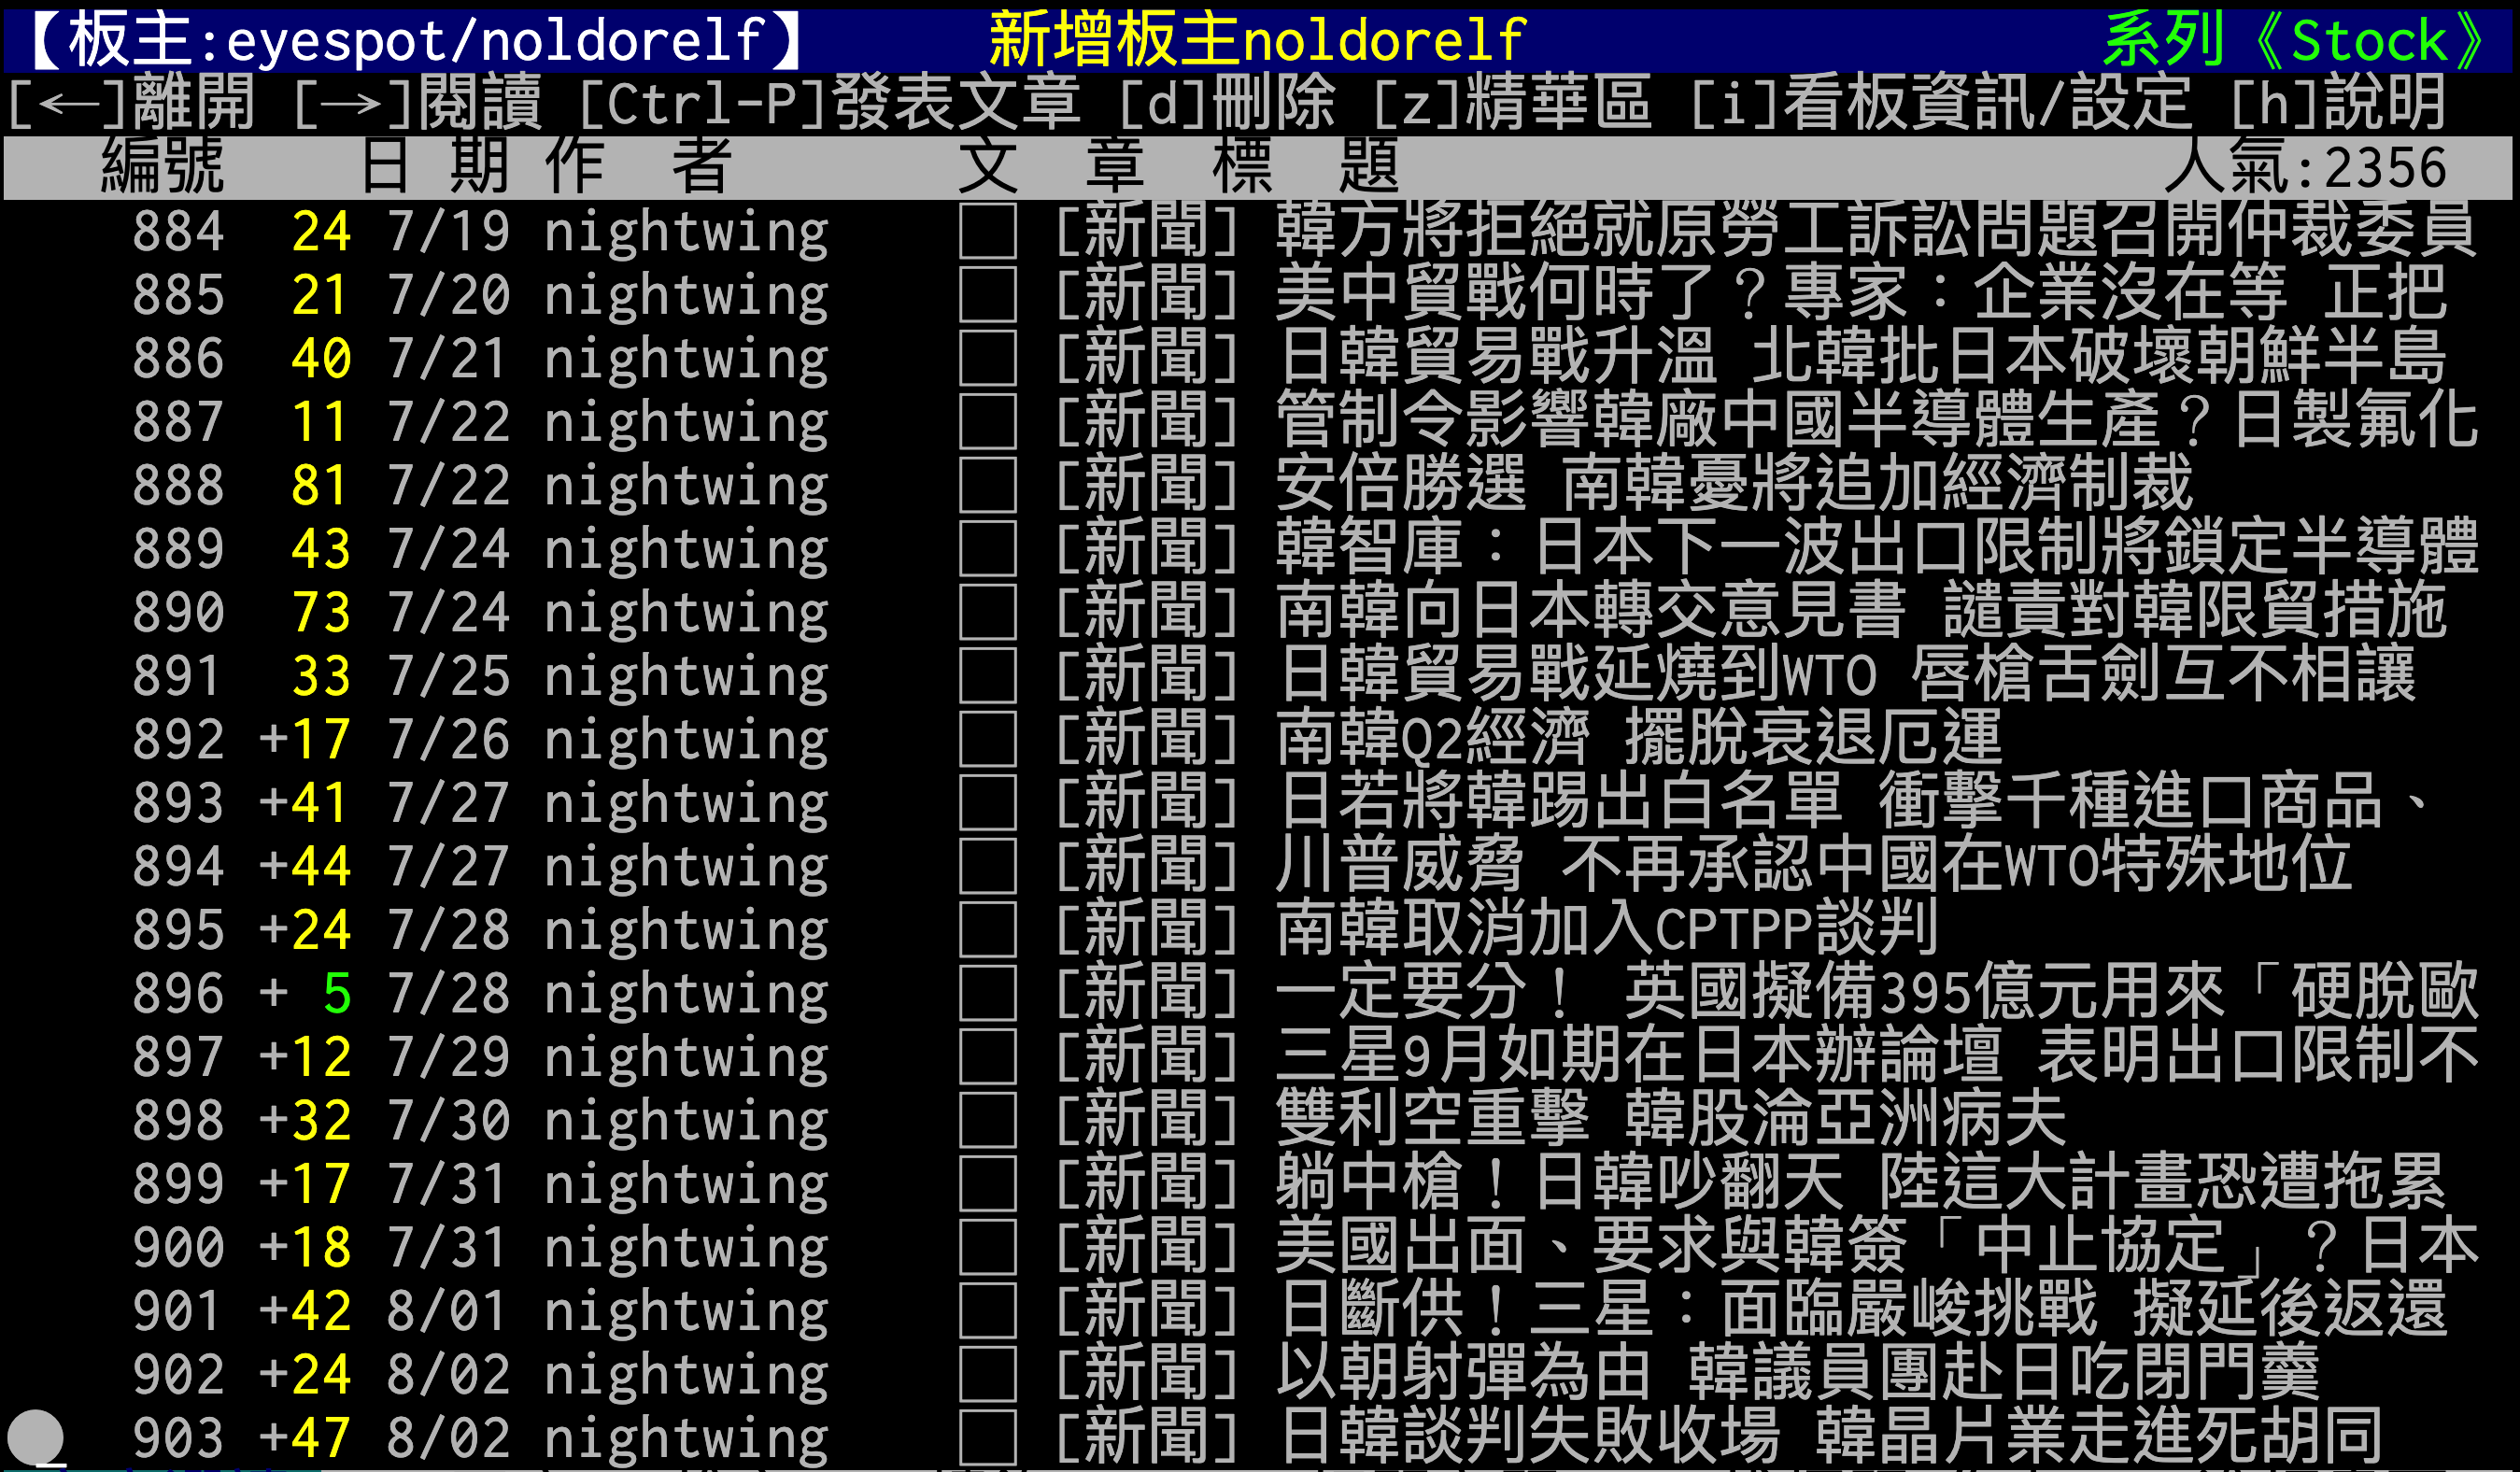 【板主:eyespot/noldorelf】 新增板主noldorelf 系列《Stock》
[←]離開 [→]閱讀 [Ctrl-P]發表文章 [d]刪除 [z]精華區 [i]看板資訊/設定 [h]說明
編號 日 期 作 者 文 章 標 題 人氣:2356
884 24 7/19 nightwing □ [新聞] 韓方將拒絕就原勞工訴訟問題召開仲裁委員
885 21 7/20 nightwing □ [新聞] 美中貿戰何時了？專家：企業沒在等 正把
886 40 7/21 nightwing □ [新聞] 日韓貿易戰升溫 北韓批日本破壞朝鮮半島
887 11 7/22 nightwing □ [新聞] 管制令影響韓廠中國半導體生產？日製氟化
888 81 7/22 nightwing □ [新聞] 安倍勝選 南韓憂將追加經濟制裁
889 43 7/24 nightwing □ [新聞] 韓智庫：日本下一波出口限制將鎖定半導體
890 73 7/24 nightwing □ [新聞] 南韓向日本轉交意見書 譴責對韓限貿措施
891 33 7/25 nightwing □ [新聞] 日韓貿易戰延燒到WTO 唇槍舌劍互不相讓
892 +17 7/26 nightwing □ [新聞] 南韓Q2經濟 擺脫衰退厄運
893 +41 7/27 nightwing □ [新聞] 日若將韓踢出白名單 衝擊千種進口商品、
894 +44 7/27 nightwing □ [新聞] 川普威脅 不再承認中國在WTO特殊地位
895 +24 7/28 nightwing □ [新聞] 南韓取消加入CPTPP談判
896 + 5 7/28 nightwing □ [新聞] 一定要分！ 英國擬備395億元用來「硬脫歐
897 +12 7/29 nightwing □ [新聞] 三星9月如期在日本辦論壇 表明出口限制不
898 +32 7/30 nightwing □ [新聞] 雙利空重擊 韓股淪亞洲病夫
899 +17 7/31 nightwing □ [新聞] 躺中槍！日韓吵翻天 陸這大計畫恐遭拖累
900 +18 7/31 nightwing □ [新聞] 美國出面、要求與韓簽「中止協定」？日本
901 +42 8/01 nightwing □ [新聞] 日斷供！三星：面臨嚴峻挑戰 擬延後返還
902 +24 8/02 nightwing □ [新聞] 以朝射彈為由 韓議員團赴日吃閉門羹
● 903 +47 8/02 nightwing □ [新聞] 日韓談判失敗收場 韓晶片業走進死胡同